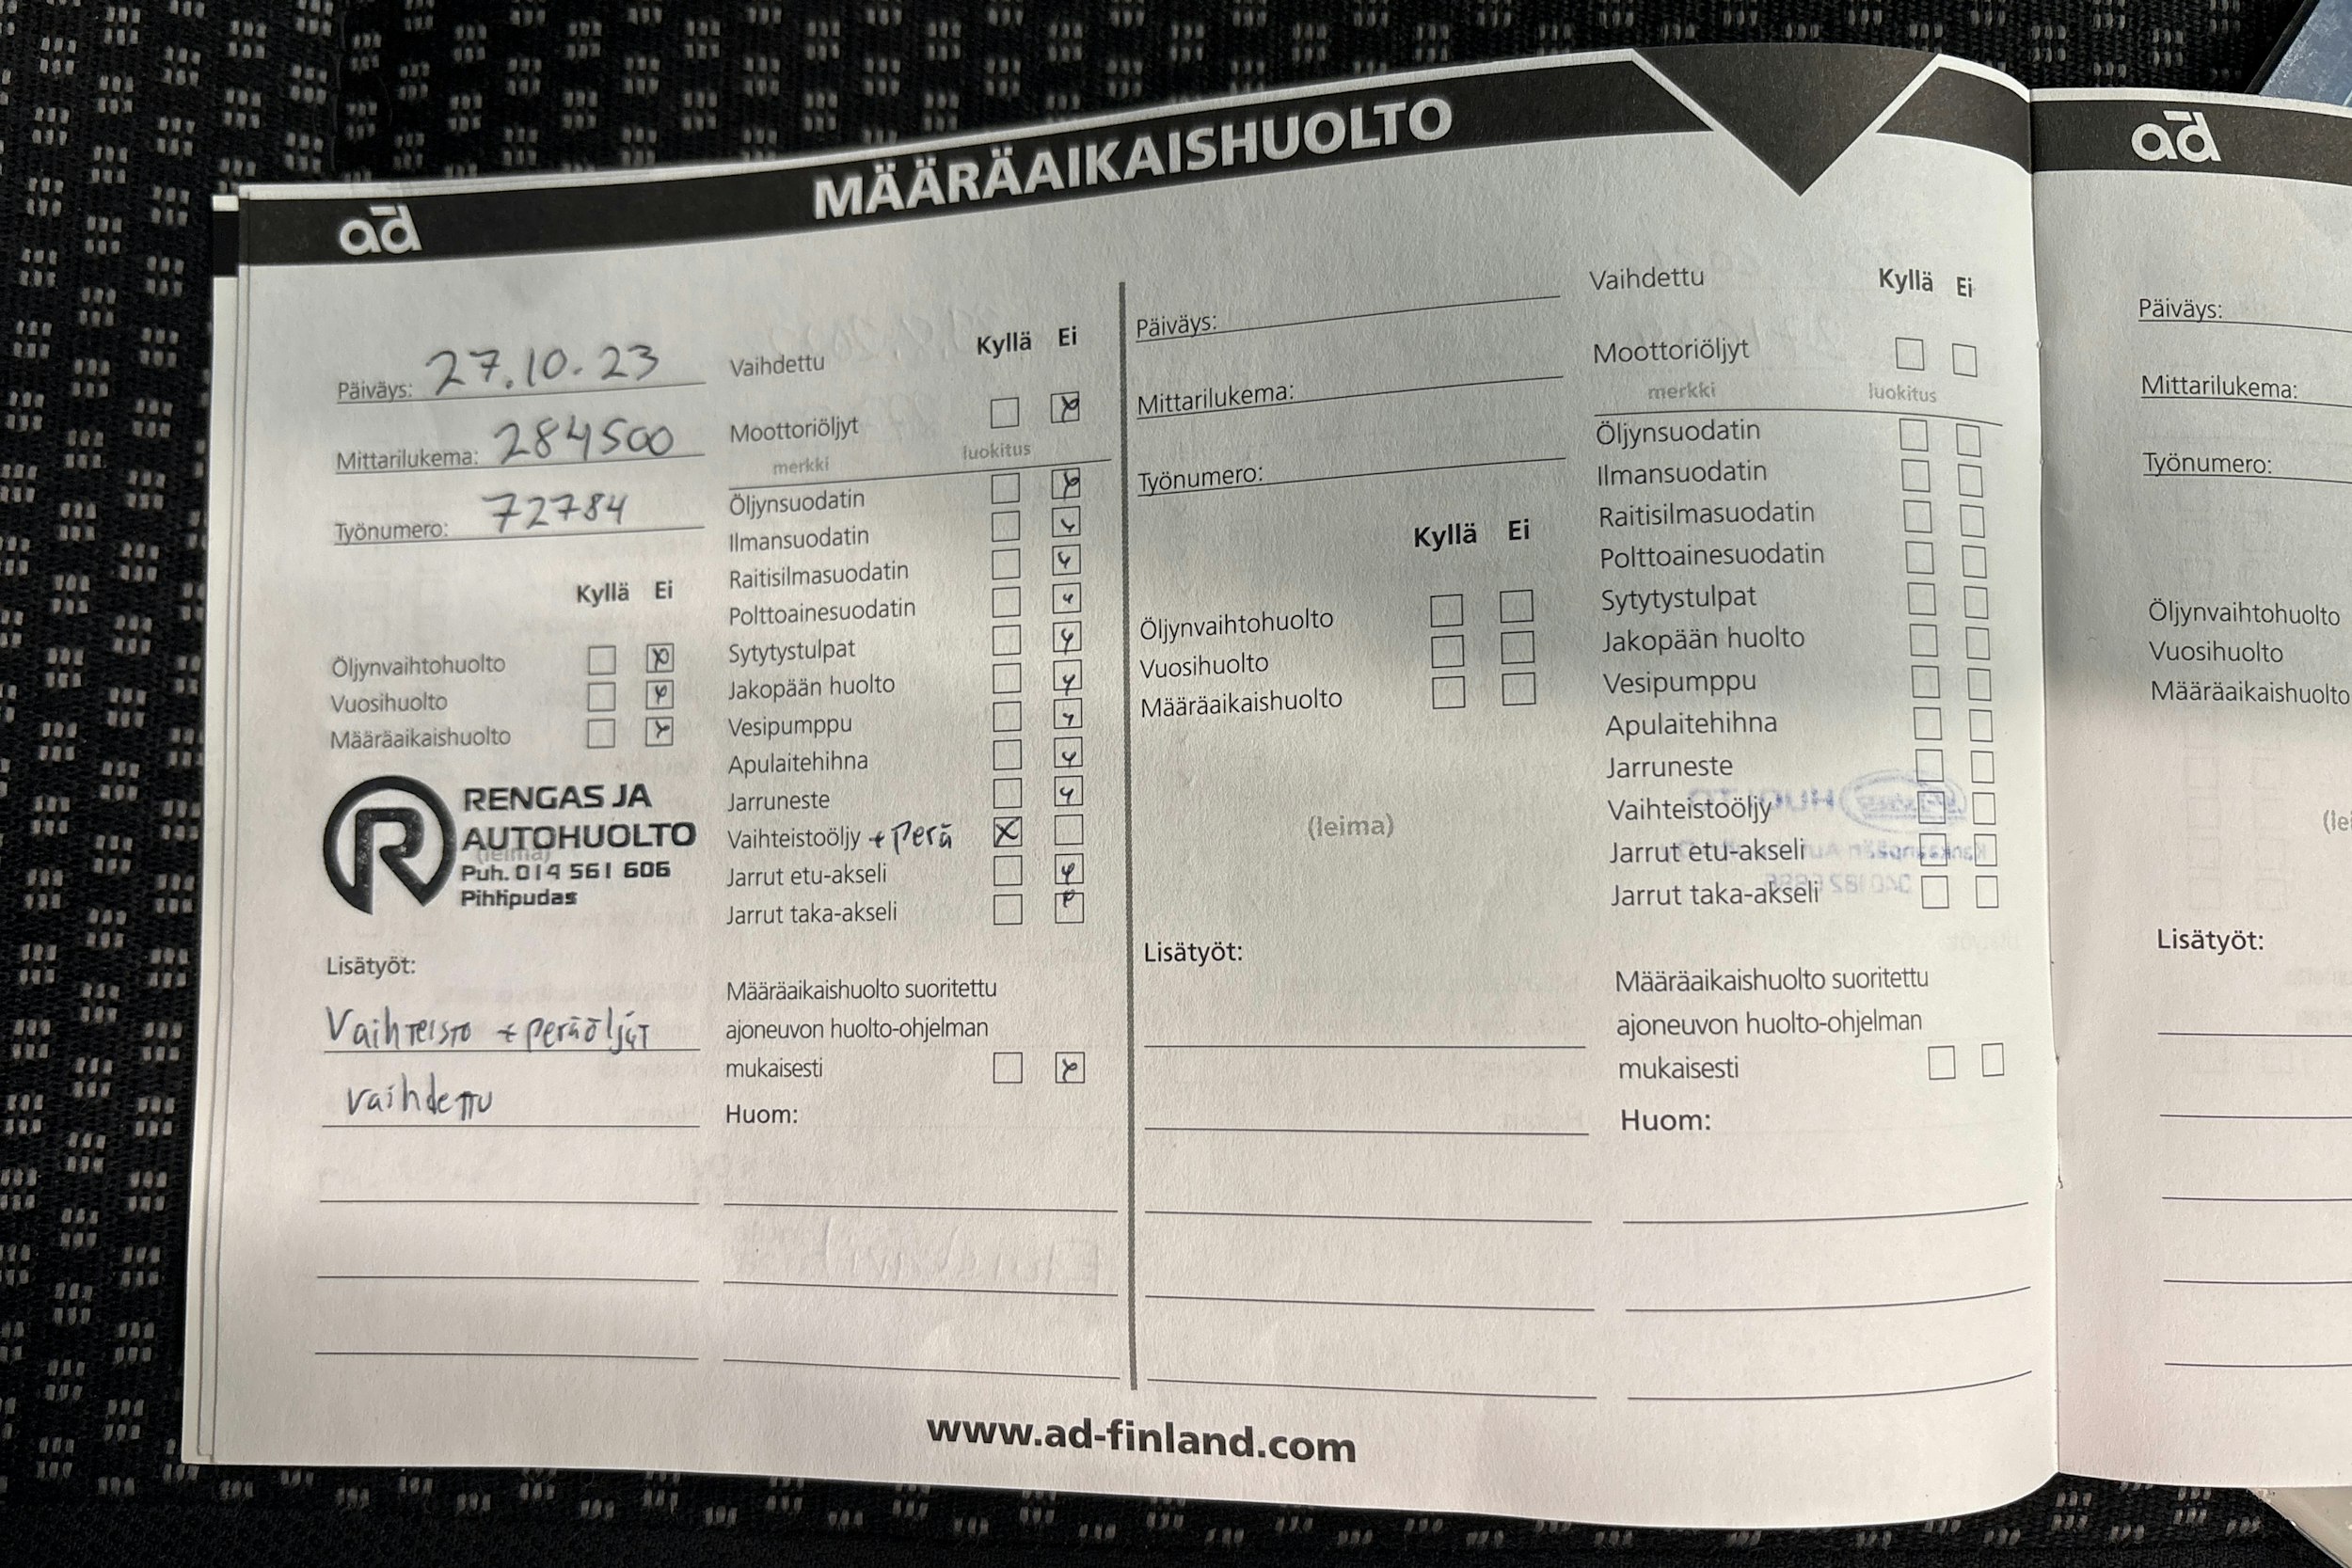 ad MÄÄRÄAIKAISHUOLTO
Päiväys: 27.10.23
Mittarilukema: 284500
Työnumero: 72784
Kyllä Ei
Öljynvaihtohuolto
Vuosihuolto
Määräaikaishuolto
RENGAS JA
AUTOHUOLTO
(leima)
Puh. 014 561 606
Pihtipudas
Lisätyöt:
Vaihteisto + peräöljyt
vaihdettu
Vaihdettu Kyllä Ei
Moottoriöljyt
merkki luokitus
Öljynsuodatin
Ilmansuodatin
Raitisilmasuodatin
Polttoainesuodatin
Sytytystulpat
Jakopään huolto
Vesipumppu
Apulaitehihna
Jarruneste
Vaihteistoöljy + perä
Jarrut etu-akseli
Jarrut taka-akseli
Määräaikaishuolto suoritettu
ajoneuvon huolto-ohjelman
mukaisesti
Huom:
Päiväys:
Mittarilukema:
Työnumero:
Kyllä Ei
Öljynvaihtohuolto
Vuosihuolto
Määräaikaishuolto
(leima)
Lisätyöt:
Vaihdettu Kyllä Ei
Moottoriöljyt
merkki luokitus
Öljynsuodatin
Ilmansuodatin
Raitisilmasuodatin
Polttoainesuodatin
Sytytystulpat
Jakopään huolto
Vesipumppu
Apulaitehihna
Jarruneste
Vaihteistoöljy
Jarrut etu-akseli
Jarrut taka-akseli
Määräaikaishuolto suoritettu
ajoneuvon huolto-ohjelman
mukaisesti
Huom:
www.ad-finland.com
ad
Päiväys:
Mittarilukema:
Työnumero:
Öljynvaihtohuolto
Vuosihuolto
Määräaikaishuolto
Lisätyöt: